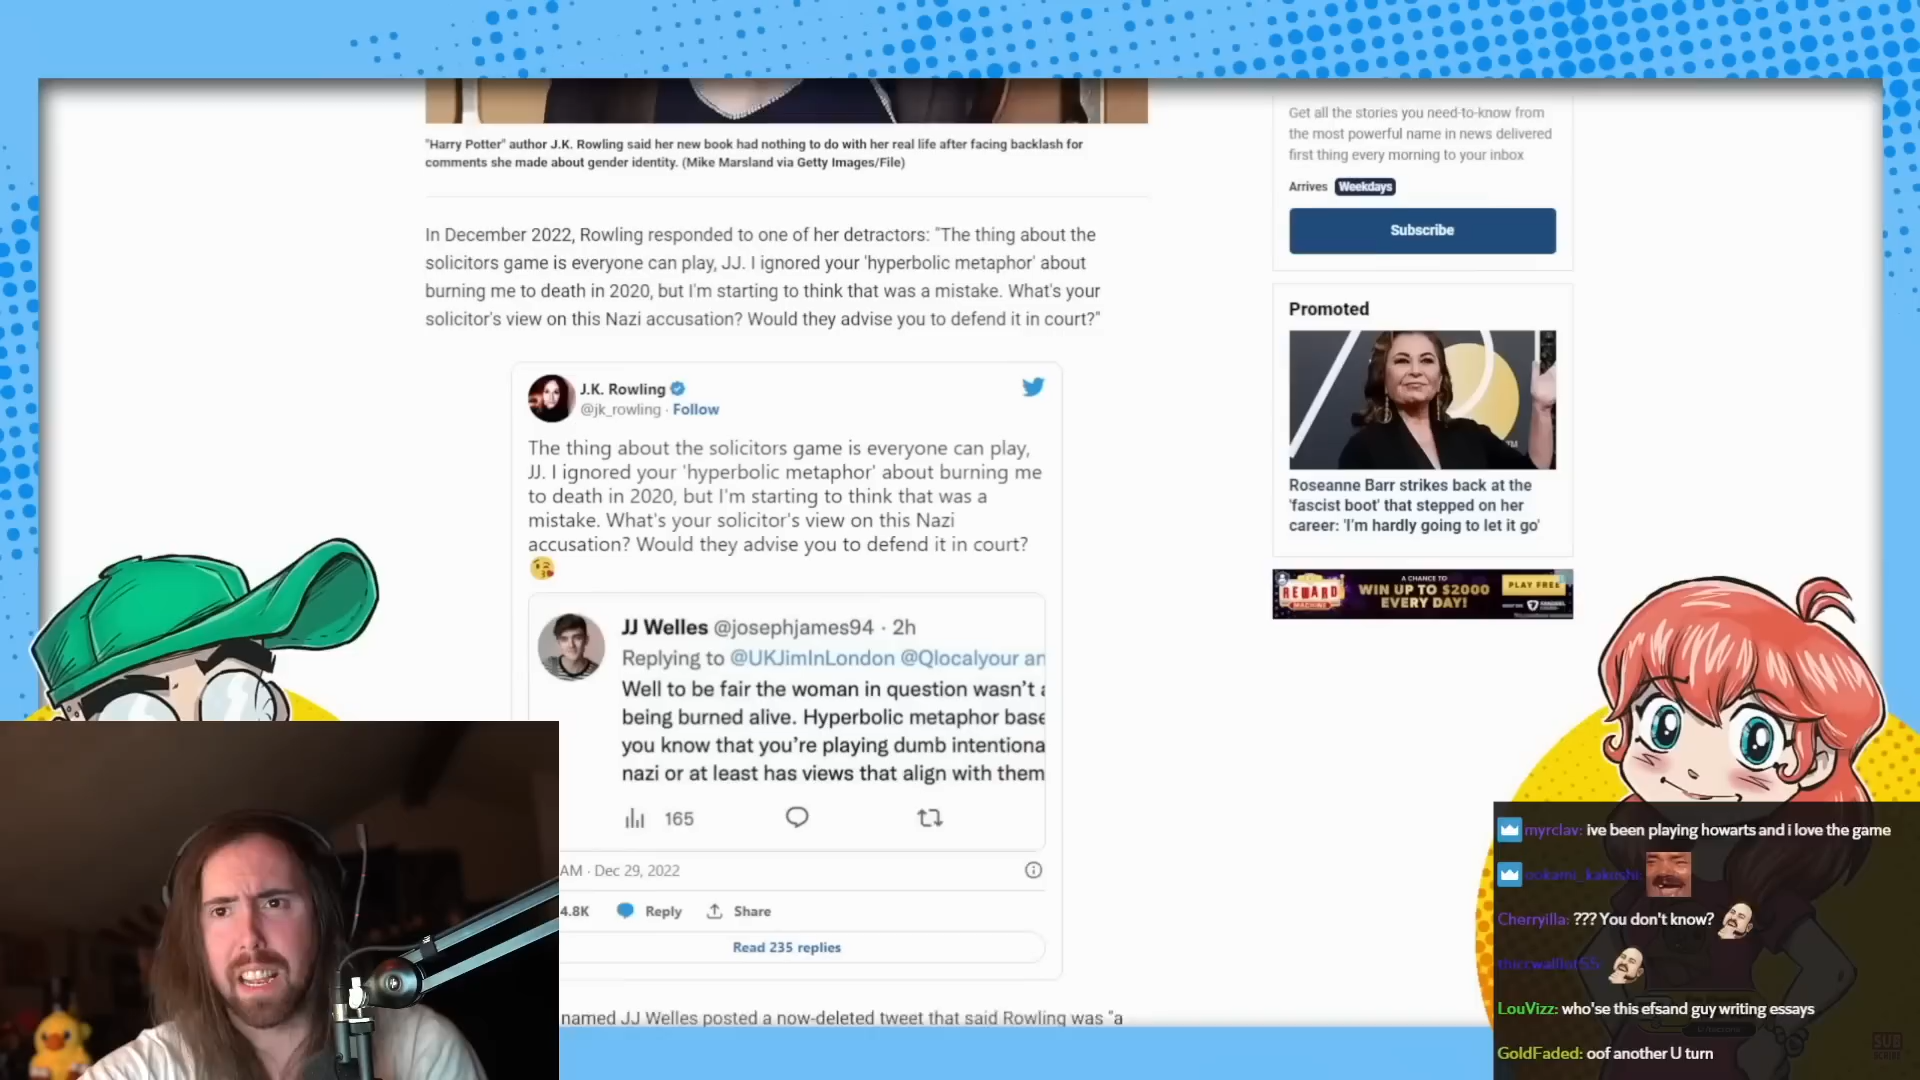 "Harry Potter" author J.K. Rowling said her new book had nothing to do with her real life after facing backlash for
comments she made about gender identity. (Mike Marsland via Getty Images/File)
In December 2022, Rowling responded to one of her detractors: "The thing about the
solicitors game is everyone can play, JJ. I ignored your 'hyperbolic metaphor' about
burning me to death in 2020, but I'm starting to think that was a mistake. What's your
solicitor's view on this Nazi accusation? Would they advise you to defend it in court?"
J.K. Rowling
@jk_rowling · Follow
The thing about the solicitors game is everyone can play,
JJ. I ignored your 'hyperbolic metaphor' about burning me
to death in 2020, but I'm starting to think that was a
mistake. What's your solicitor's view on this Nazi
accusation? Would they advise you to defend it in court?
😘
JJ Welles @josephjames94 · 2h
Replying to @UKJimInLondon @Qlocalyour an
Well to be fair the woman in question wasn't a
being burned alive. Hyperbolic metaphor base
you know that you're playing dumb intentiona
nazi or at least has views that align with them
165
AM · Dec 29, 2022
4.8K Reply Share
Read 235 replies
named JJ Welles posted a now-deleted tweet that said Rowling was "a
Get all the stories you need-to-know from
the most powerful name in news delivered
first thing every morning to your inbox
Arrives Weekdays
Subscribe
Promoted
Roseanne Barr strikes back at the
'fascist boot' that stepped on her
career: 'I'm hardly going to let it go'
REWARD
MACHINE
A CHANCE TO
WIN UP TO $2000
EVERY DAY!
PLAY FREE
myrclav: ive been playing howarts and i love the game
ookami_kakushi:
Cherryilla: ??? You don't know?
LouVizz: who'se this efsand guy writing essays
GoldFaded: oof another U turn
SUB
SCRIBE